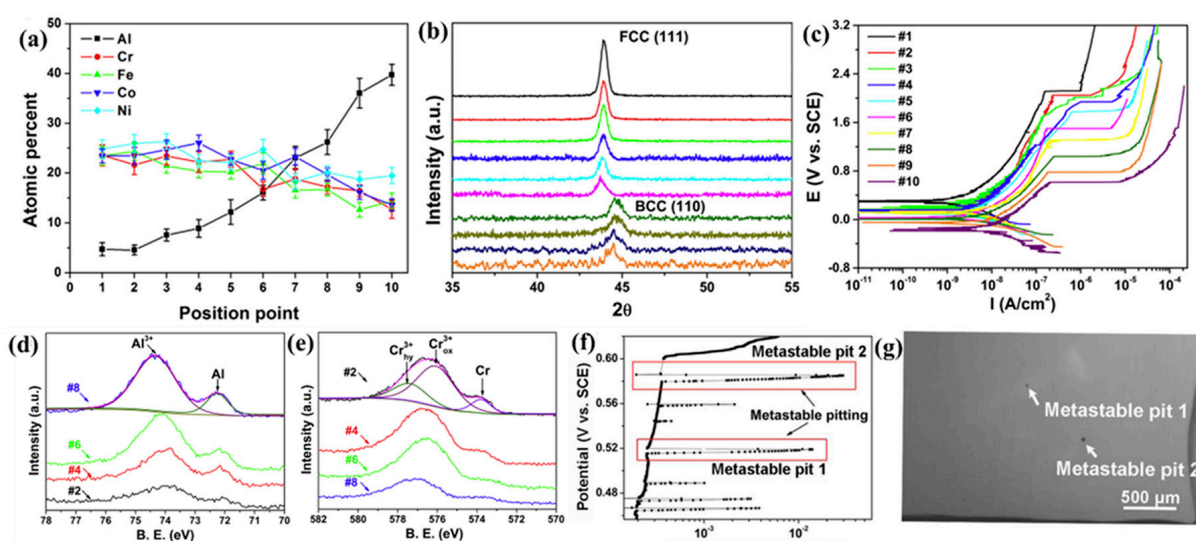 (a)
Al
Cr
Fe
Co
Ni
Atomic percent
50
40
30
20
10
0
0 1 2 3 4 5 6 7 8 9 10
Position point
(b)
FCC (111)
BCC (110)
Intensity (a.u.)
35 40 45 50 55
2θ
(c)
#1
#2
#3
#4
#5
#6
#7
#8
#9
#10
E (V vs. SCE)
3.2
2.4
1.6
0.8
0.0
-0.8
10⁻¹¹ 10⁻¹⁰ 10⁻⁹ 10⁻⁸ 10⁻⁷ 10⁻⁶ 10⁻⁵ 10⁻⁴
I (A/cm²)
(d)
Al³⁺
Al
#8
#6
#4
#2
Intensity (a.u.)
78 76 74 72 70
B. E. (eV)
(e)
Cr³⁺hy
Cr³⁺ox
Cr
#2
#4
#6
#8
Intensity (a.u.)
582 580 578 576 574 572 570
B. E. (eV)
(f)
Metastable pit 2
Metastable pitting
Metastable pit 1
Potential (V vs. SCE)
0.60
0.56
0.52
0.48
10⁻³ 10⁻²
(g)
Metastable pit 1
Metastable pit 2
500 μm